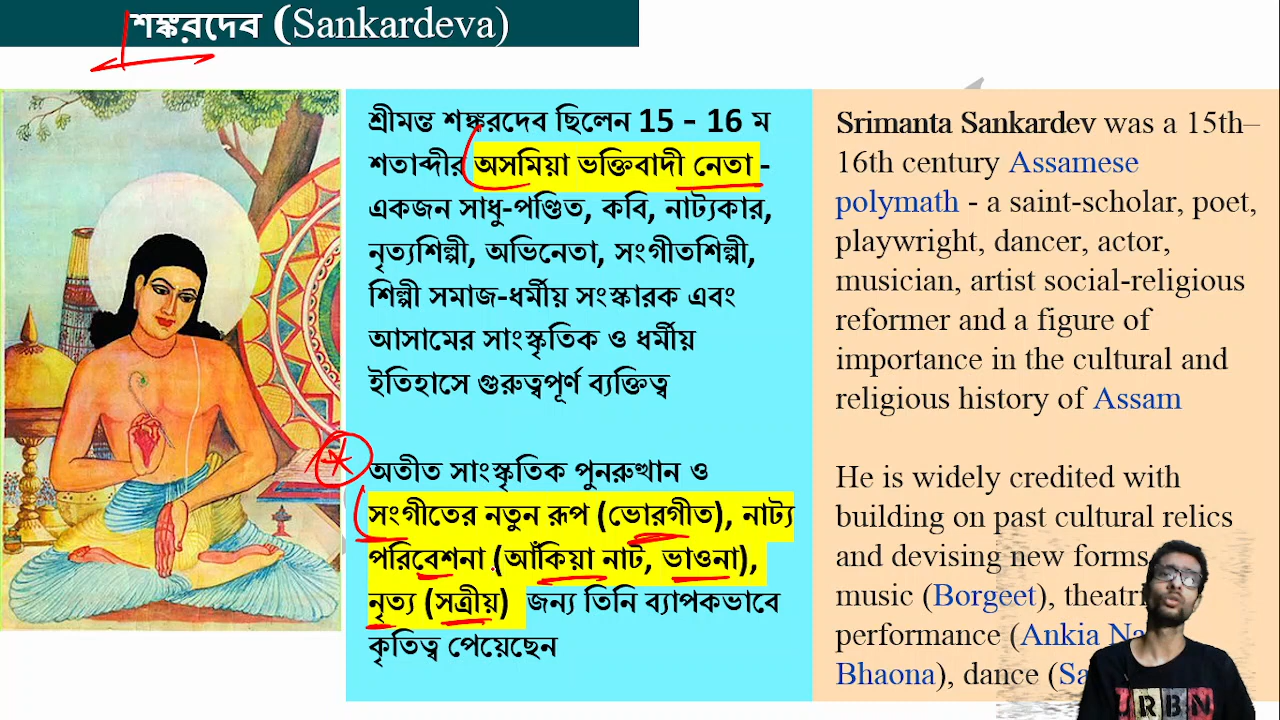 শঙ্করদেব (Sankardeva)
শ্রীমন্ত শঙ্করদেব ছিলেন 15 - 16 ম
শতাব্দীর অসমিয়া ভক্তিবাদী নেতা -
একজন সাধু-পণ্ডিত, কবি, নাট্যকার,
নৃত্যশিল্পী, অভিনেতা, সংগীতশিল্পী,
শিল্পী সমাজ-ধর্মীয় সংস্কারক এবং
আসামের সাংস্কৃতিক ও ধর্মীয়
ইতিহাসে গুরুত্বপূর্ণ ব্যক্তিত্ব
অতীত সাংস্কৃতিক পুনরুত্থান ও
সংগীতের নতুন রূপ (ভোরগীত), নাট্য
পরিবেশনা (আঁকিয়া নাট, ভাওনা),
নৃত্য (সত্রীয়) জন্য তিনি ব্যাপকভাবে
কৃতিত্ব পেয়েছেন
Srimanta Sankardev was a 15th–
16th century Assamese
polymath - a saint-scholar, poet,
playwright, dancer, actor,
musician, artist social-religious
reformer and a figure of
importance in the cultural and
religious history of Assam
He is widely credited with
building on past cultural relics
and devising new forms
music (Borgeet),
performance (Ankia
Bhaona), dance
URBN